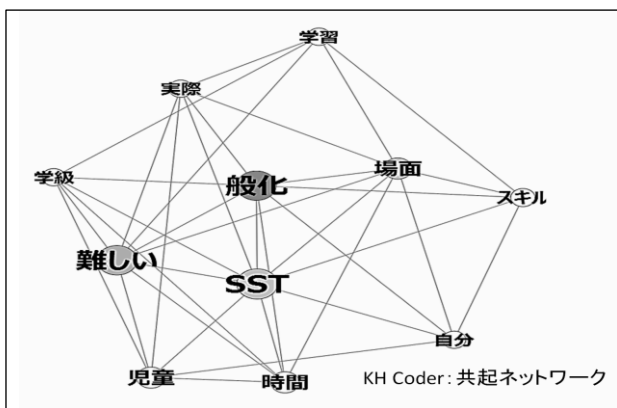 学習
実際
場面
学級
般化
スキル
難しい
SST
自分
児童
時間
KH Coder：共起ネットワーク